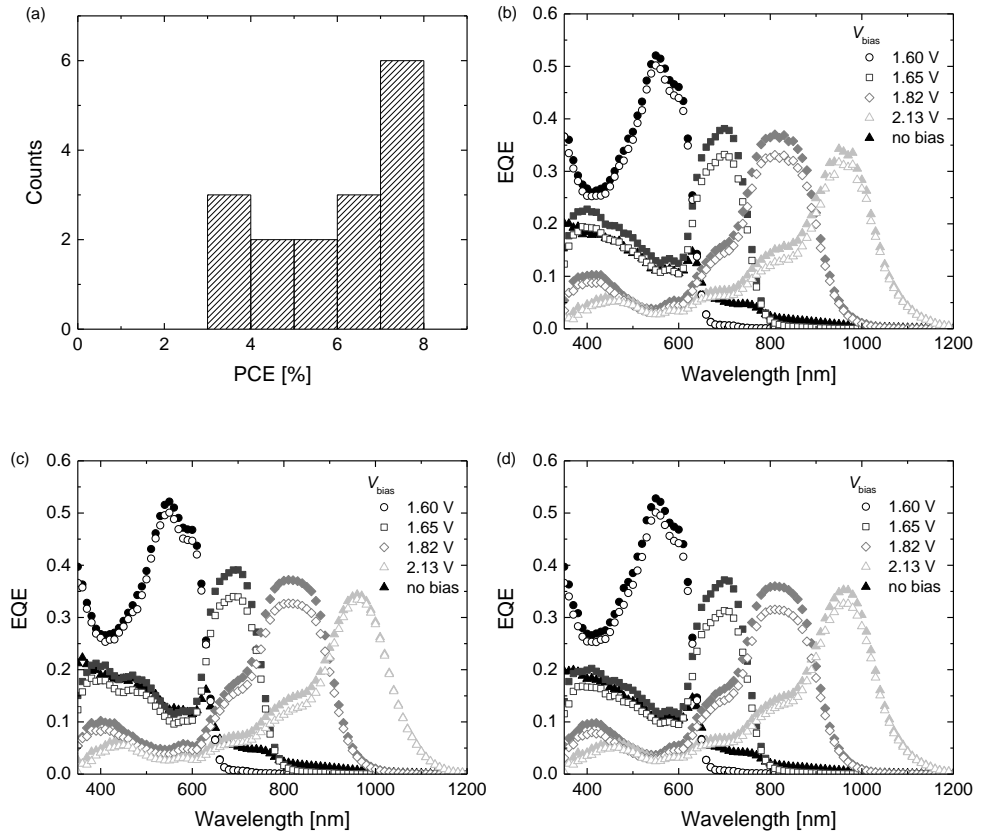 (a)
Counts
6
4
2
0
0
2
4
6
8
PCE [%]
(b)
EQE
0.6
0.5
0.4
0.3
0.2
0.1
0.0
V bias
1.60 V
1.65 V
1.82 V
2.13 V
no bias
400 600 800 1000 1200
Wavelength [nm]
(c)
EQE
0.6
0.5
0.4
0.3
0.2
0.1
0.0
V bias
1.60 V
1.65 V
1.82 V
2.13 V
no bias
400 600 800 1000 1200
Wavelength [nm]
(d)
EQE
0.6
0.5
0.4
0.3
0.2
0.1
0.0
V bias
1.60 V
1.65 V
1.82 V
2.13 V
no bias
400 600 800 1000 1200
Wavelength [nm]